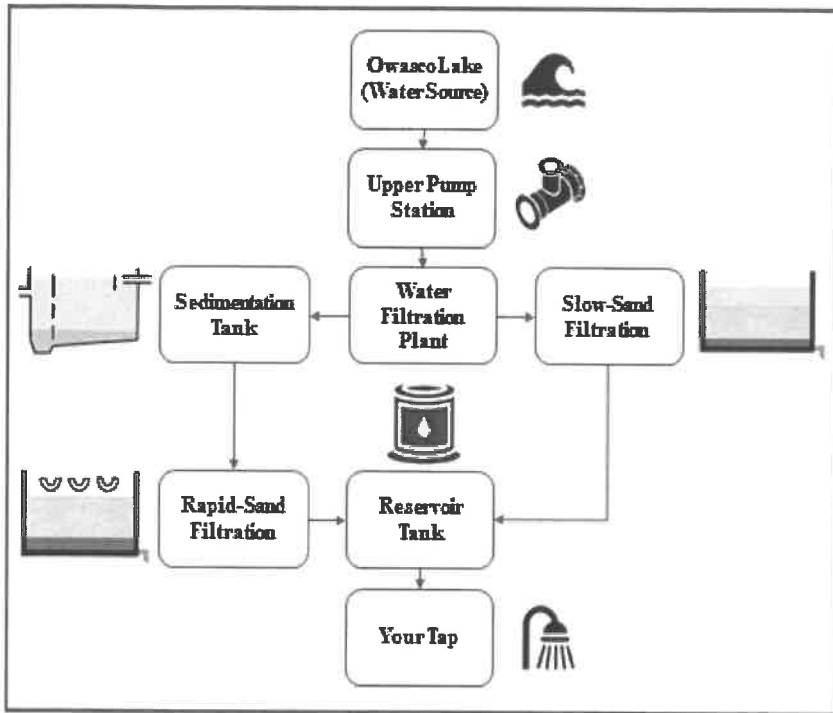 Owasco Lake
(Water Source)
Upper Pump
Station
Sedimentation
Tank
Water
Filtration
Plant
Slow-Sand
Filtration
Rapid-Sand
Filtration
Reservoir
Tank
Your Tap